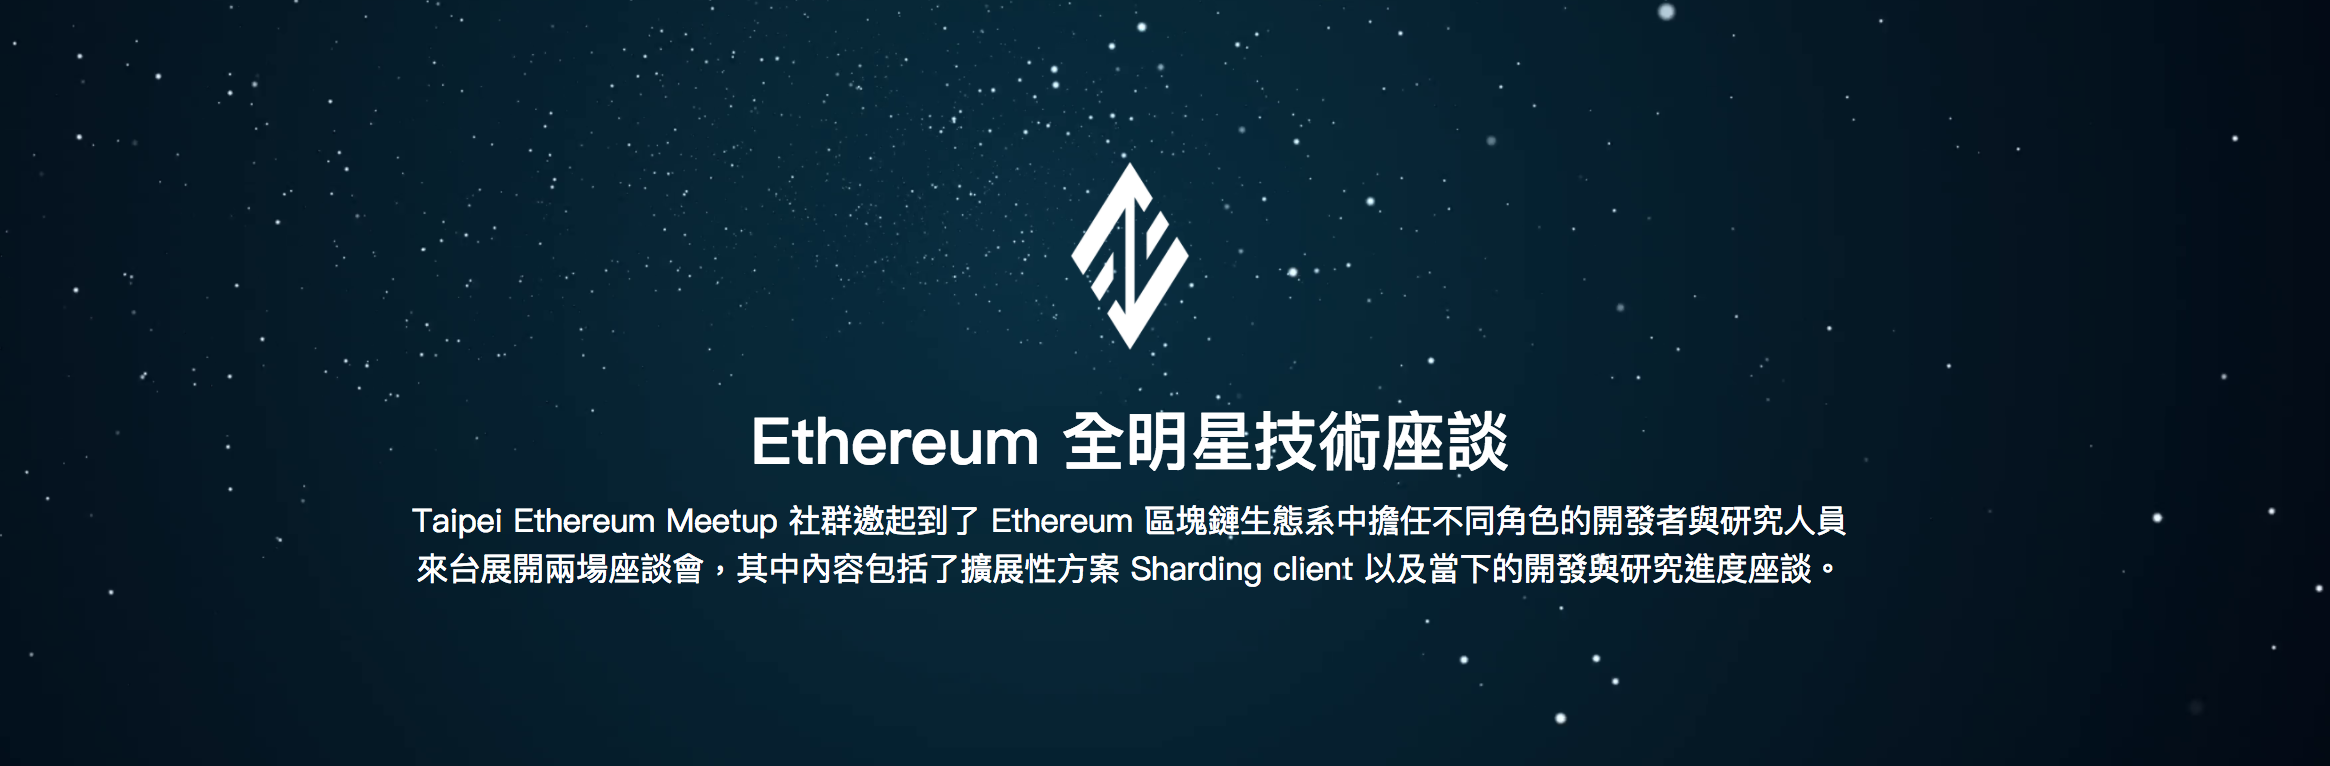 Ethereum 全明星技術座談
Taipei Ethereum Meetup 社群邀起到了 Ethereum 區塊鏈生態系中擔任不同角色的開發者與研究人員
來台展開兩場座談會，其中內容包括了擴展性方案 Sharding client 以及當下的開發與研究進度座談。